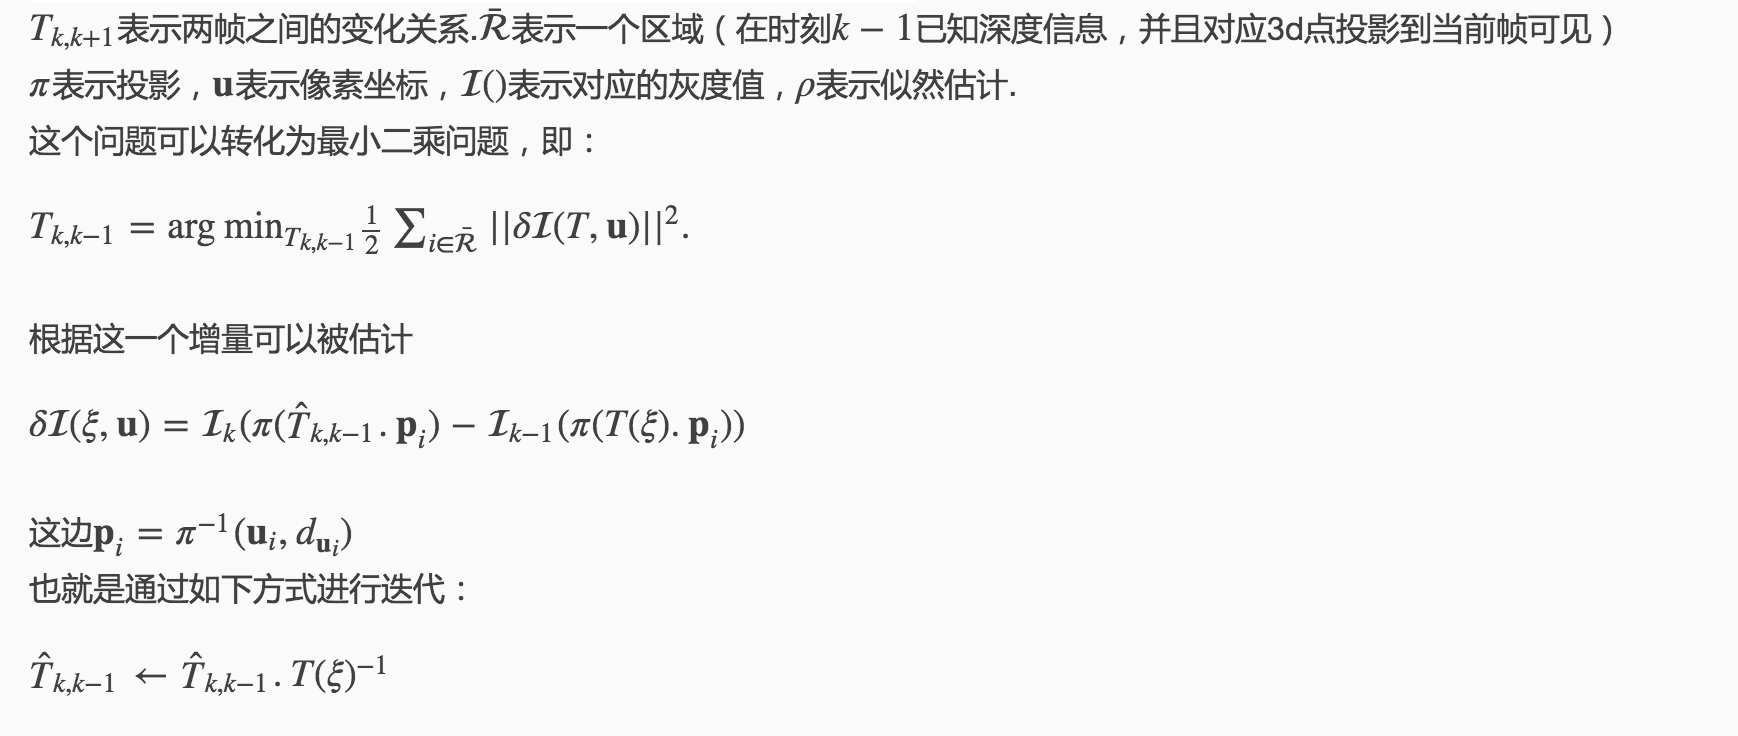 $T_{k,k+1}$表示两帧之间的变化关系.$\bar{\mathcal{R}}$表示一个区域（在时刻$k-1$已知深度信息，并且对应3d点投影到当前帧可见）
$\pi$表示投影，$\mathbf{u}$表示像素坐标，$\mathcal{I}()$表示对应的灰度值，$\rho$表示似然估计.
这个问题可以转化为最小二乘问题，即：
$T_{k,k-1} = \arg\min_{T_{k,k-1}} \frac{1}{2} \sum_{i \in \bar{\mathcal{R}}} ||\delta\mathcal{I}(T, \mathbf{u})||^2.$
根据这一个增量可以被估计
$\delta\mathcal{I}(\xi, \mathbf{u}) = \mathcal{I}_k(\pi(\hat{T}_{k,k-1}. \mathbf{p}_i) - \mathcal{I}_{k-1}(\pi(T(\xi). \mathbf{p}_i))$
这边$\mathbf{p}_i = \pi^{-1}(\mathbf{u}_i, d_{\mathbf{u}_i})$
也就是通过如下方式进行迭代：
$\hat{T}_{k,k-1} \leftarrow \hat{T}_{k,k-1}. T(\xi)^{-1}$